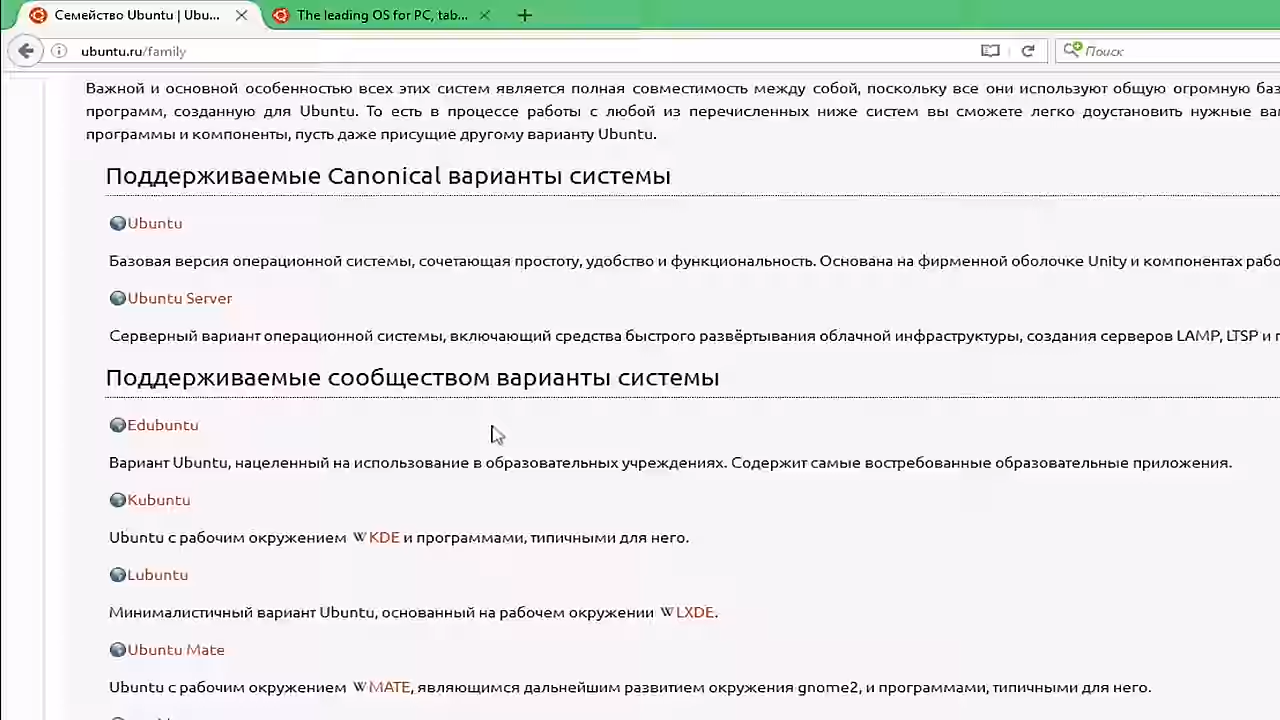 Семейство Ubuntu | Ubu...
The leading OS for PC, tab...
ubuntu.ru/family
Поиск
Важной и основной особенностью всех этих систем является полная совместимость между собой, поскольку все они используют общую огромную
программ, созданную для Ubuntu. То есть в процессе работы с любой из перечисленных ниже систем вы сможете легко доустановить нужные
программы и компоненты, пусть даже присущие другому варианту Ubuntu.
Поддерживаемые Canonical варианты системы
Ubuntu
Базовая версия операционной системы, сочетающая простоту, удобство и функциональность. Основана на фирменной оболочке Unity и компонентах
Ubuntu Server
Серверный вариант операционной системы, включающий средства быстрого развёртывания облачной инфраструктуры, создания серверов LAMP, LTSP и
Поддерживаемые сообществом варианты системы
Edubuntu
Вариант Ubuntu, нацеленный на использование в образовательных учреждениях. Содержит самые востребованные образовательные приложения.
Kubuntu
Ubuntu с рабочим окружением W KDE и программами, типичными для него.
Lubuntu
Минималистичный вариант Ubuntu, основанный на рабочем окружении W LXDE.
Ubuntu Mate
Ubuntu с рабочим окружением W MATE, являющимся дальнейшим развитием окружения gnome2, и программами, типичными для него.